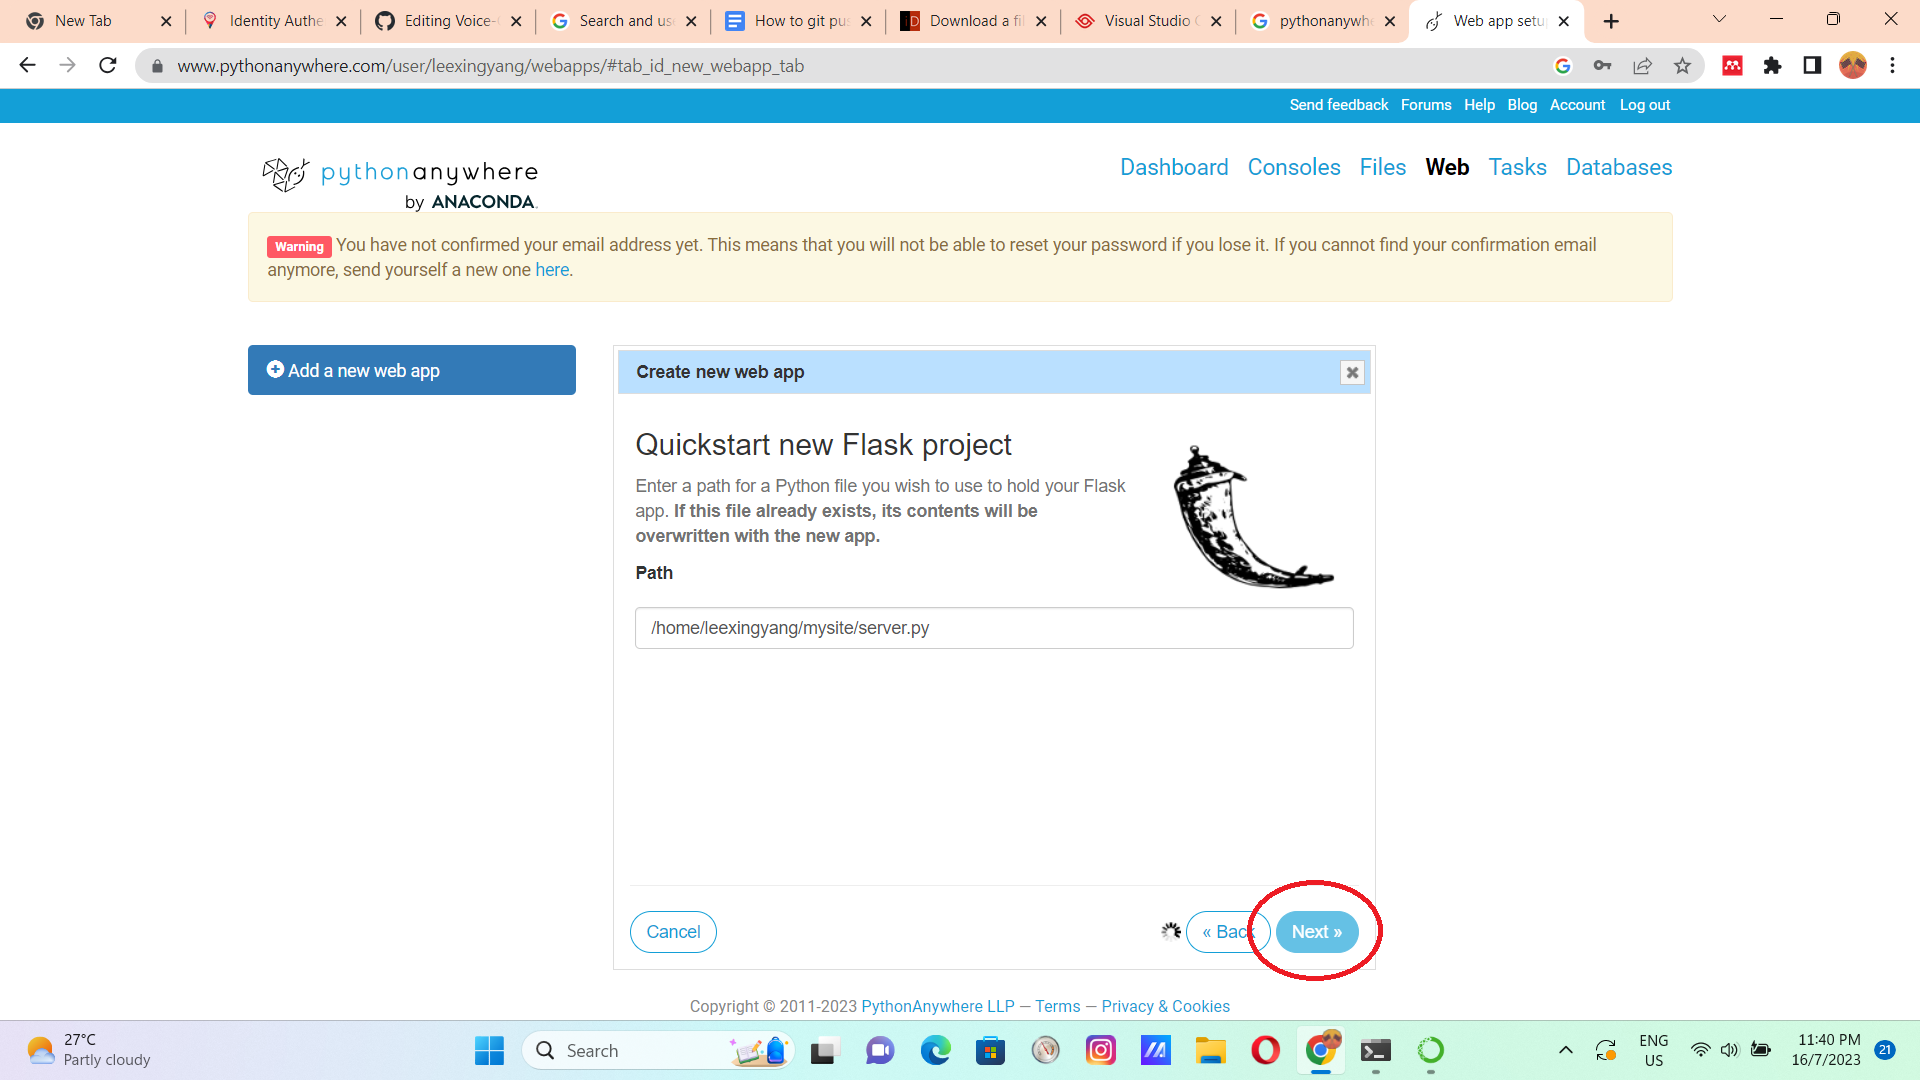 New Tab
Identity Authe
Editing Voice-
Search and us
How to git pus
Download a fi
Visual Studio C
pythonanywhe
Web app setu
www.pythonanywhere.com/user/leexingyang/webapps/#tab_id_new_webapp_tab
Send feedback Forums Help Blog Account Log out
pythonanywhere
by ANACONDA.
Dashboard Consoles Files Web Tasks Databases
Warning You have not confirmed your email address yet. This means that you will not be able to reset your password if you lose it. If you cannot find your confirmation email
anymore, send yourself a new one here.
Add a new web app
Create new web app
Quickstart new Flask project
Enter a path for a Python file you wish to use to hold your Flask
app. If this file already exists, its contents will be
overwritten with the new app.
Path
/home/leexingyang/mysite/server.py
Cancel
« Back
Next »
Copyright © 2011-2023 PythonAnywhere LLP — Terms — Privacy & Cookies
27°C
Partly cloudy
Search
ENG
US
11:40 PM
16/7/2023
21